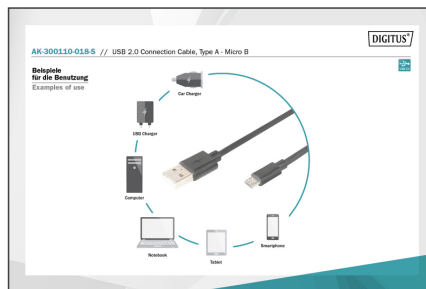 DIGITUS®
AK-300110-018-S // USB 2.0 Connection Cable, Type A - Micro B
Beispiele
für die Benutzung
Examples of use
Car Charger
USB Charger
Computer
Notebook
Tablet
Smartphone